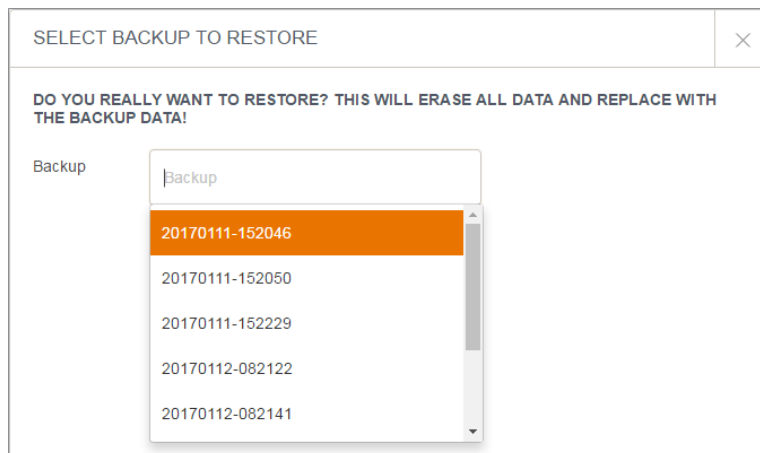 SELECT BACKUP TO RESTORE
DO YOU REALLY WANT TO RESTORE? THIS WILL ERASE ALL DATA AND REPLACE WITH
THE BACKUP DATA!
Backup
Backup
20170111-152046
20170111-152050
20170111-152229
20170112-082122
20170112-082141